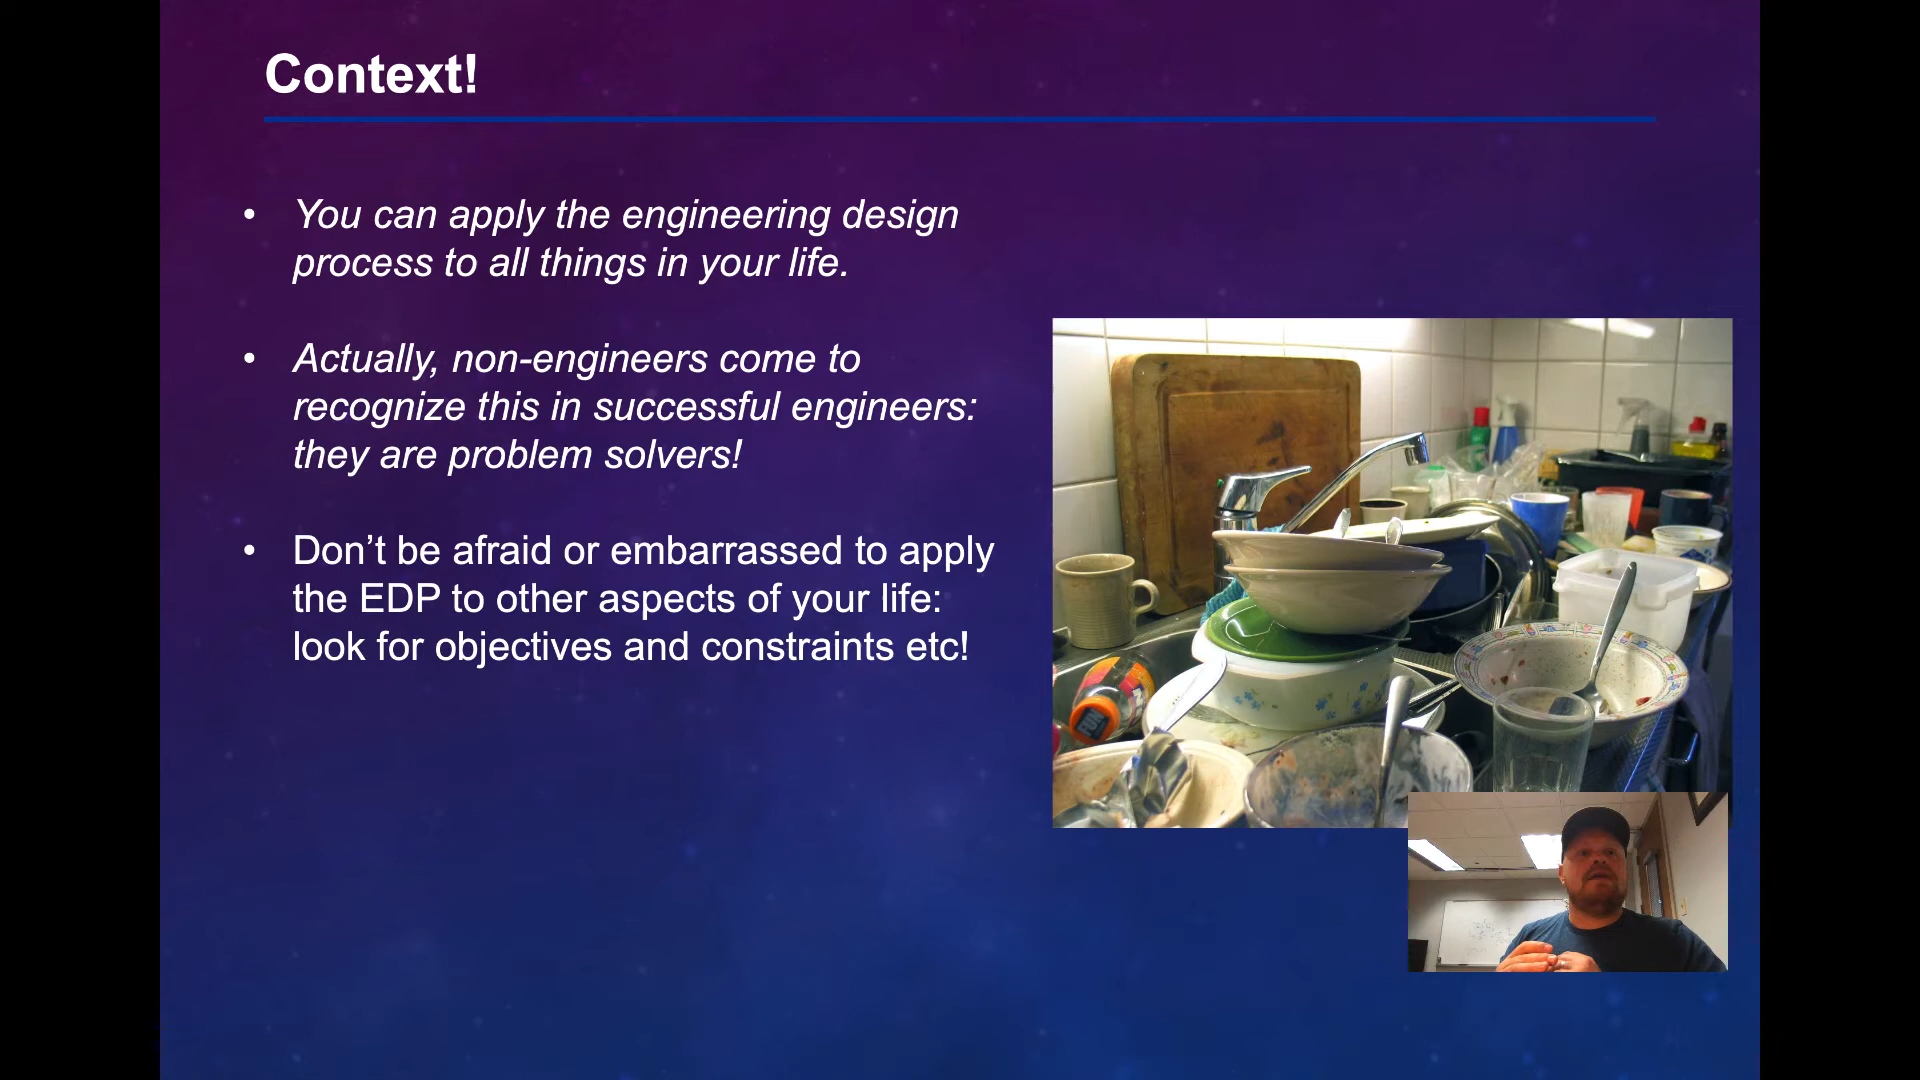 Context!
• You can apply the engineering design
process to all things in your life.
• Actually, non-engineers come to
recognize this in successful engineers:
they are problem solvers!
• Don’t be afraid or embarrassed to apply
the EDP to other aspects of your life:
look for objectives and constraints etc!